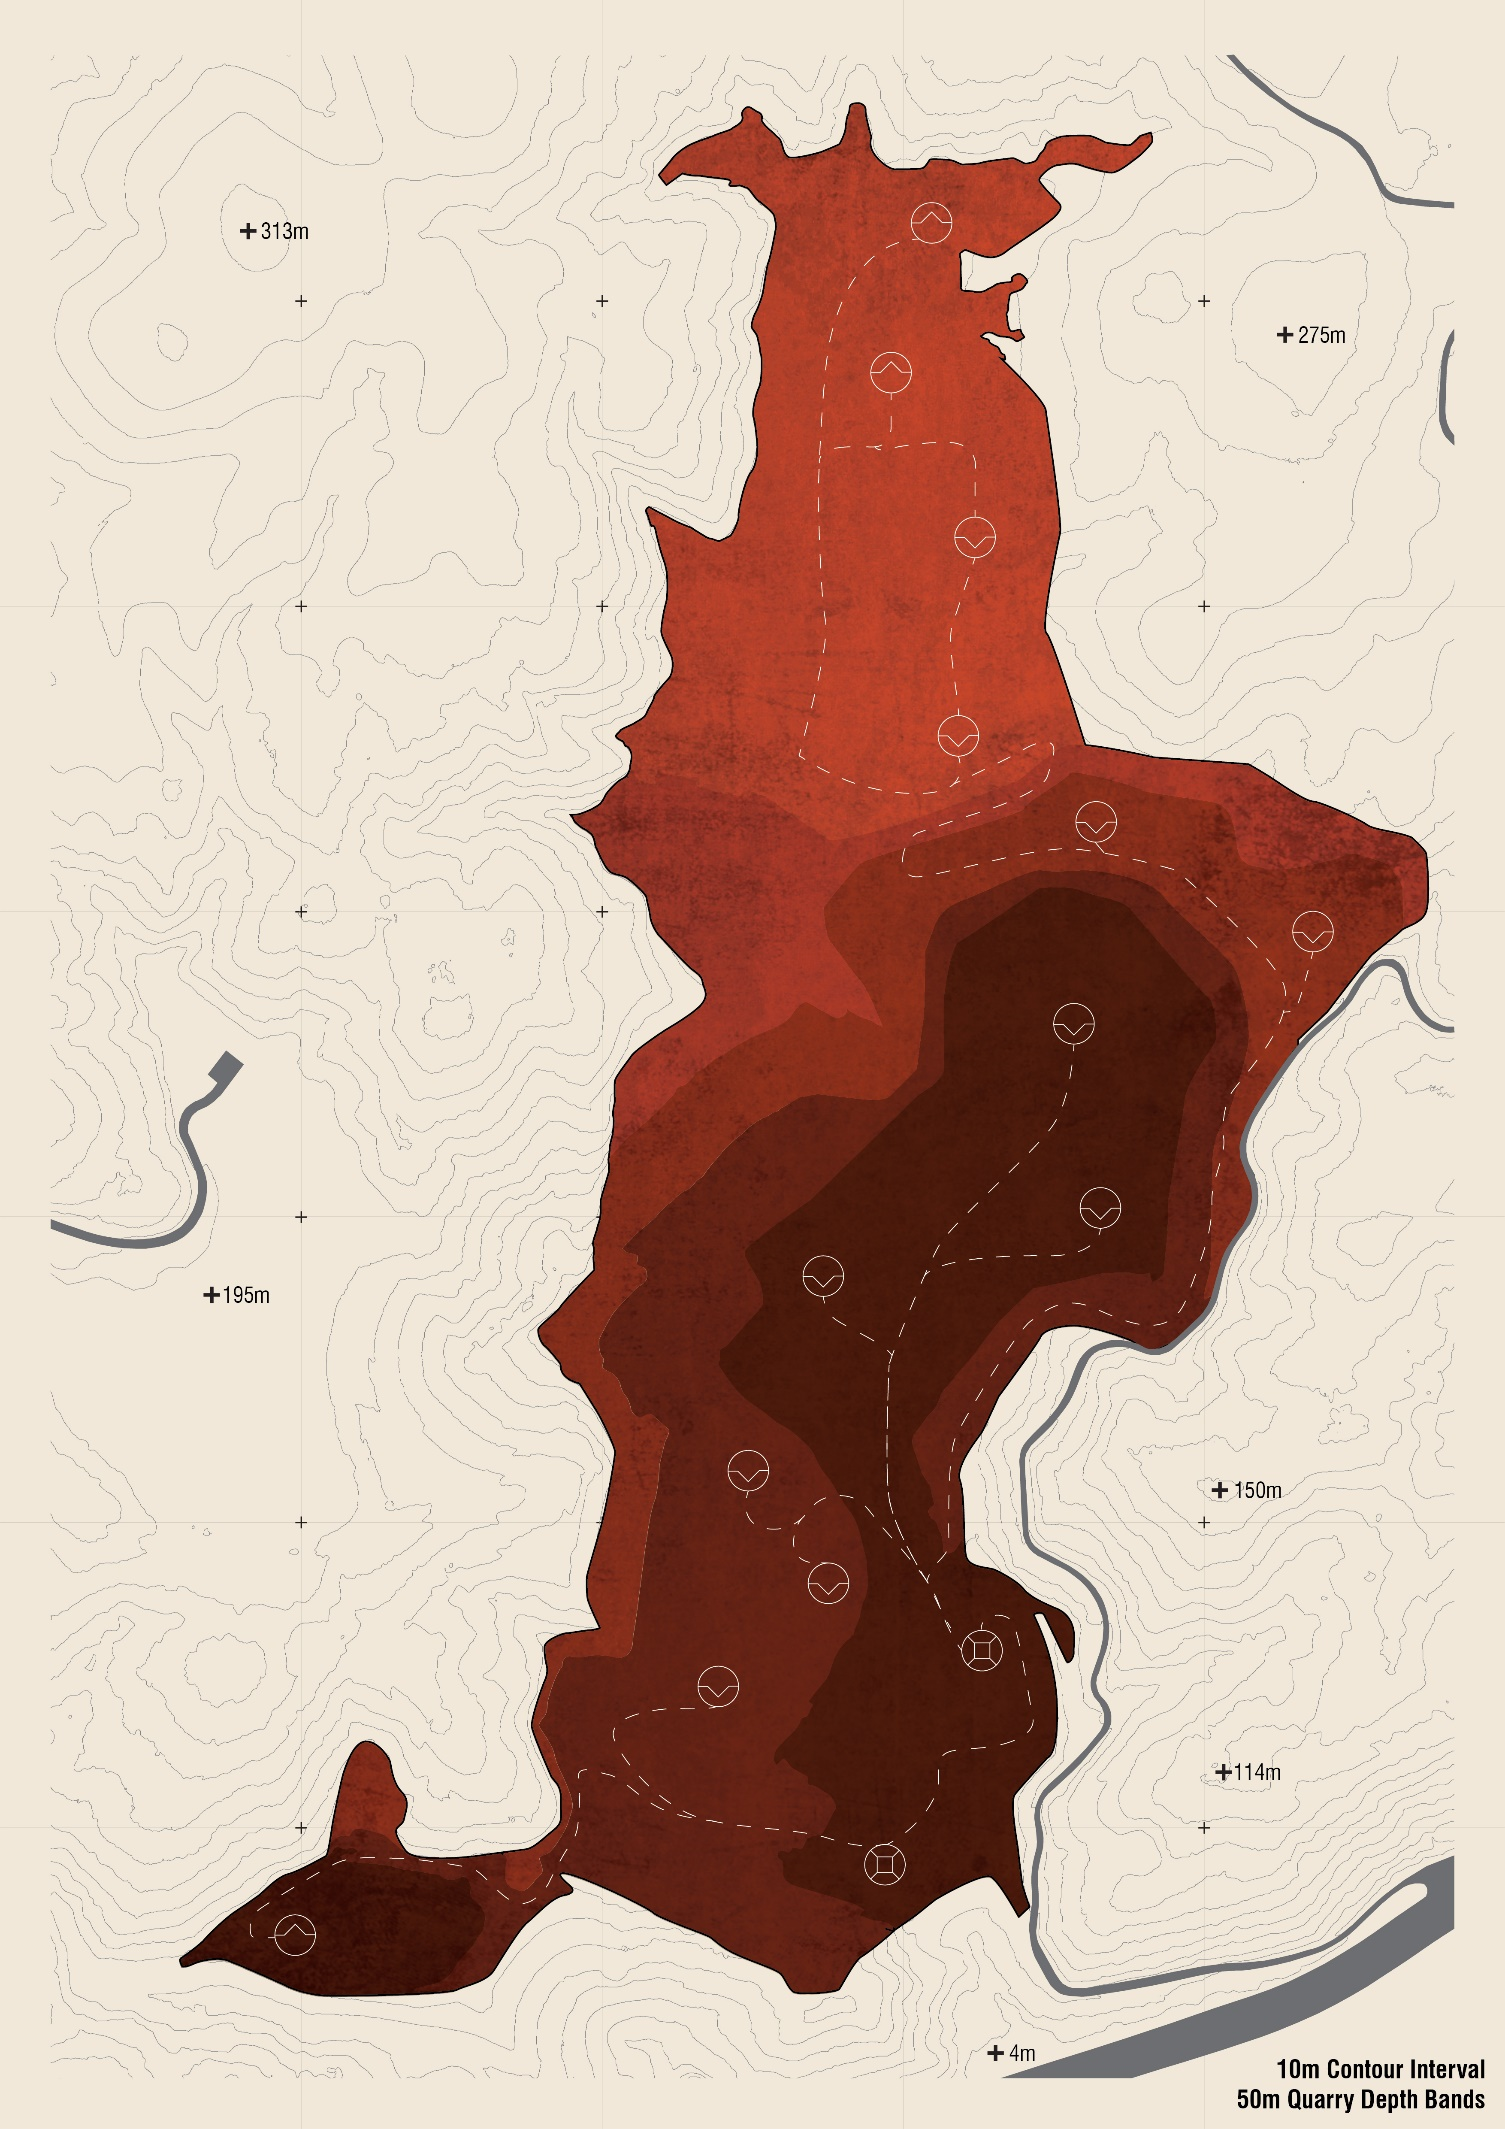 313m
275m
195m
150m
114m
4m
10m Contour Interval
50m Quarry Depth Bands